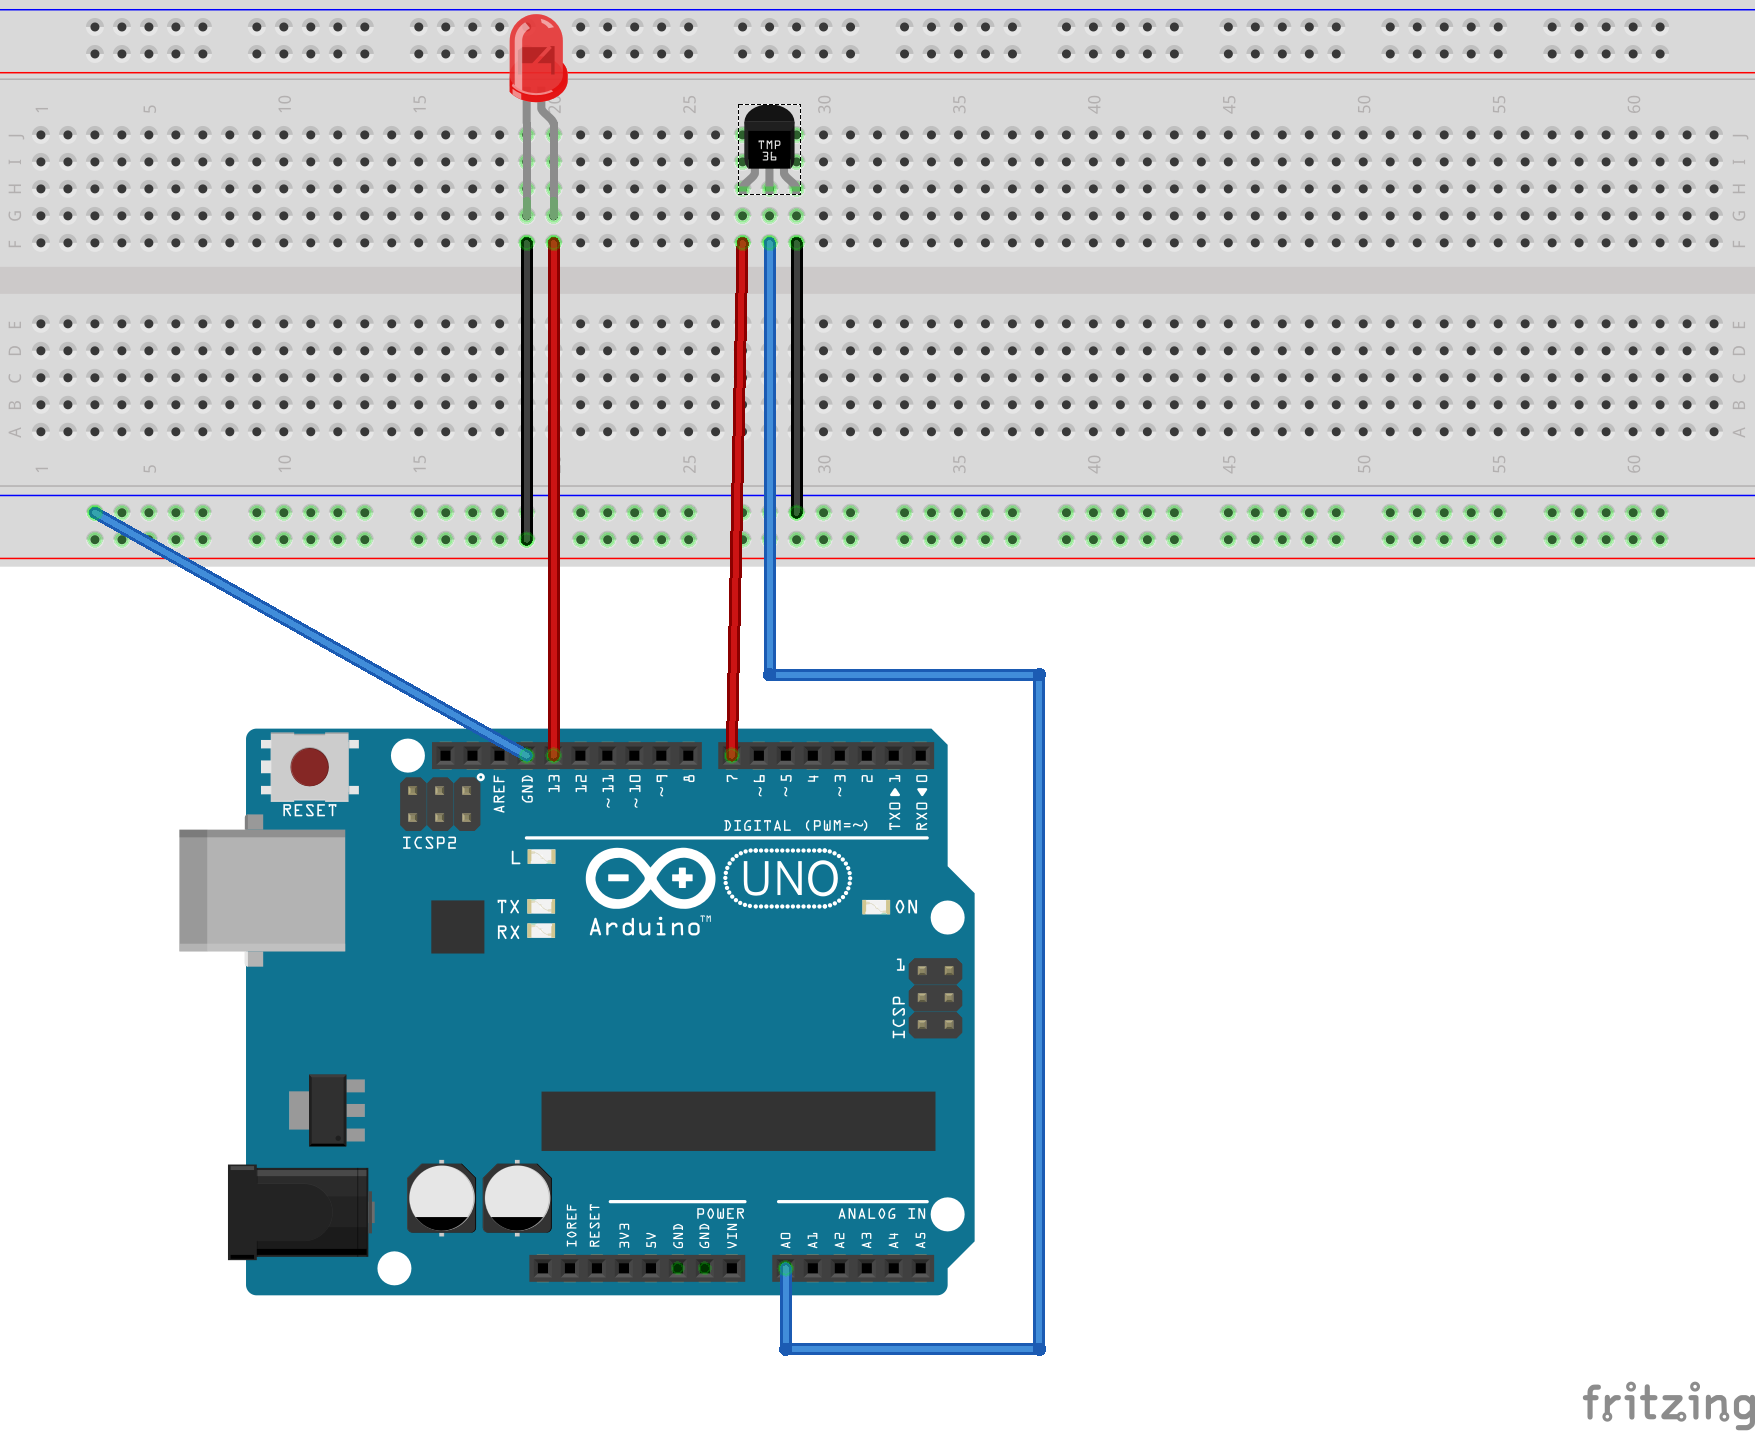 1 5 10 15 20 25 30 35 40 45 50 55 60
J J
I I
H H
G G
F F
TMP
36
E E
D D
C C
B B
A A
1 5 10 15 25 30 35 40 45 50 55 60
RESET
ICSP2
AREF
GND
13
12
~11
~10
~9
8
7
~6
~5
4
~3
2
TX0▶1
RX0◀0
DIGITAL (PWM=~)
L
TX
RX
Arduino™
UNO
ON
1
ICSP
IOREF
RESET
3V3
5V
GND
GND
VIN
POWER
A0
A1
A2
A3
A4
A5
ANALOG IN
fritzing